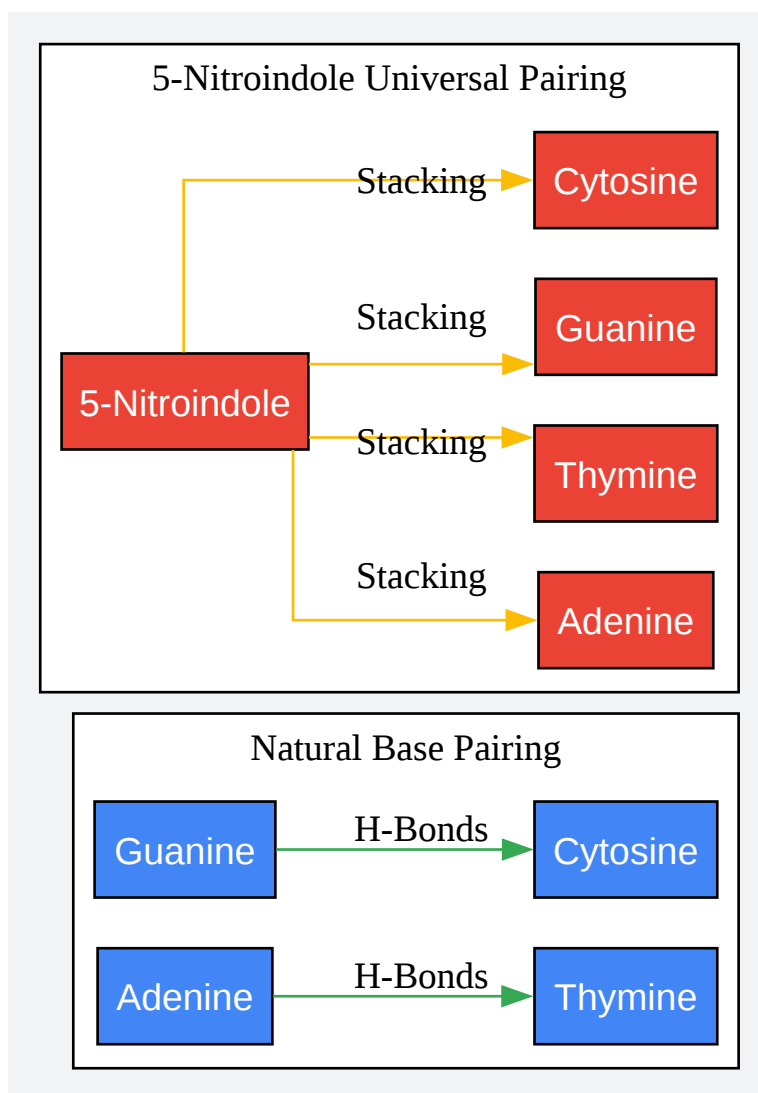 5-Nitroindole Universal Pairing
Stacking
Cytosine
Stacking
Guanine
5-Nitroindole
Stacking
Thymine
Stacking
Adenine
Natural Base Pairing
Guanine
H-Bonds
Cytosine
Adenine
H-Bonds
Thymine